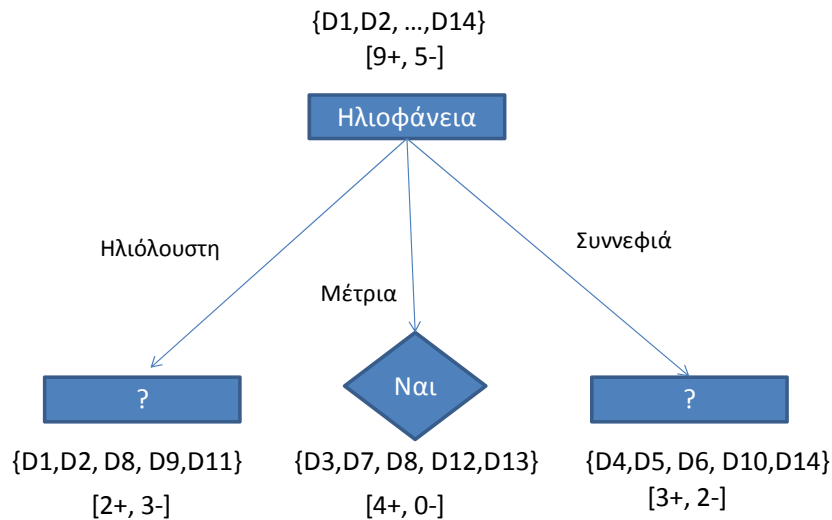 {D1,D2, ...,D14}
[9+, 5-]
Ηλιοφάνεια
Ηλιόλουστη
Μέτρια
Συννεφιά
?
Ναι
?
{D1,D2, D8, D9,D11}
{D3,D7, D8, D12,D13}
{D4,D5, D6, D10,D14}
[2+, 3-]
[4+, 0-]
[3+, 2-]